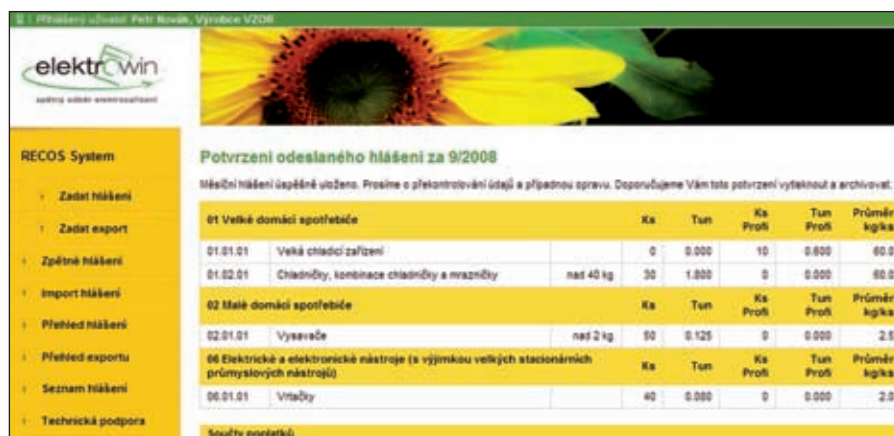 Přihlášený uživatel Petr Novák, Výrobce VZOR
elektrowin
zpětný odběr elektrozařízení
RECOS System
Zadat hlášení
Zadat export
Zpětné hlášení
Import hlášení
Přehled hlášení
Přehled exportu
Seznam hlášení
Technická podpora
Potvrzení odeslaného hlášení za 9/2008
Měsíční hlášení úspěšně uloženo. Prosíme o překontrolování údajů a případnou opravu. Doporučujeme Vám toto potvrzení vytisknout a archivovat.
01 Velké domácí spotřebiče Ks Tun Ks Profi Tun Profi Průměr kg/ks
01.01.01 Velká chladicí zařízení 0 0.000 10 0.600 60.0
01.02.01 Chladničky, kombinace chladničky a mrazničky nad 40 kg 30 1.800 0 0.000 60.0
02 Malé domácí spotřebiče Ks Tun Ks Profi Tun Profi Průměr kg/ks
02.01.01 Vysavače nad 2 kg 50 0.125 0 0.000 2.5
06 Elektrické a elektronické nástroje (s výjimkou velkých stacionárních průmyslových nástrojů) Ks Tun Ks Profi Tun Profi Průměr kg/ks
06.01.01 Vrtačky 40 0.080 0 0.000 2.0
Součty poplatků